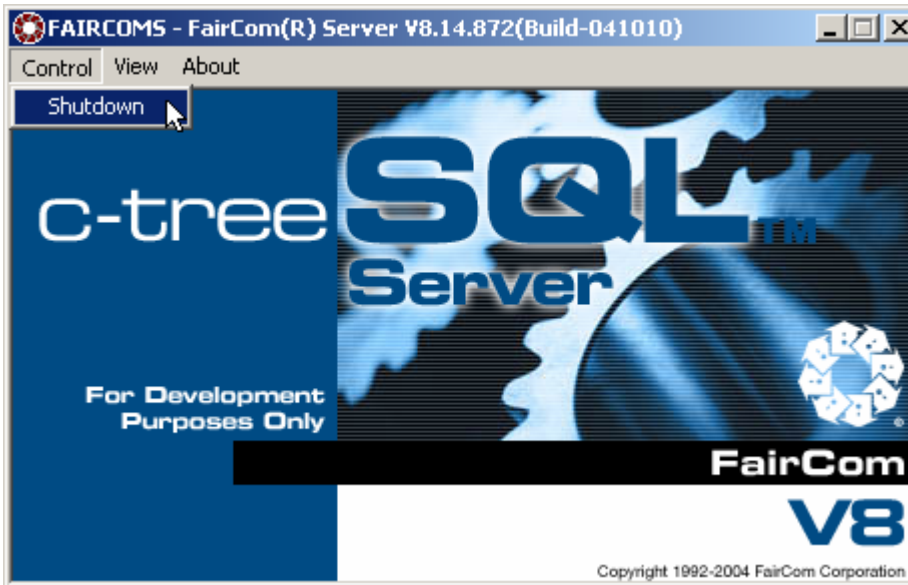 FAIRCOMS - FairCom(R) Server V8.14.872(Build-041010)
Control View About
Shutdown
c-tree SQL TM
Server
For Development
Purposes Only
FairCom
V8
Copyright 1992-2004 FairCom Corporation